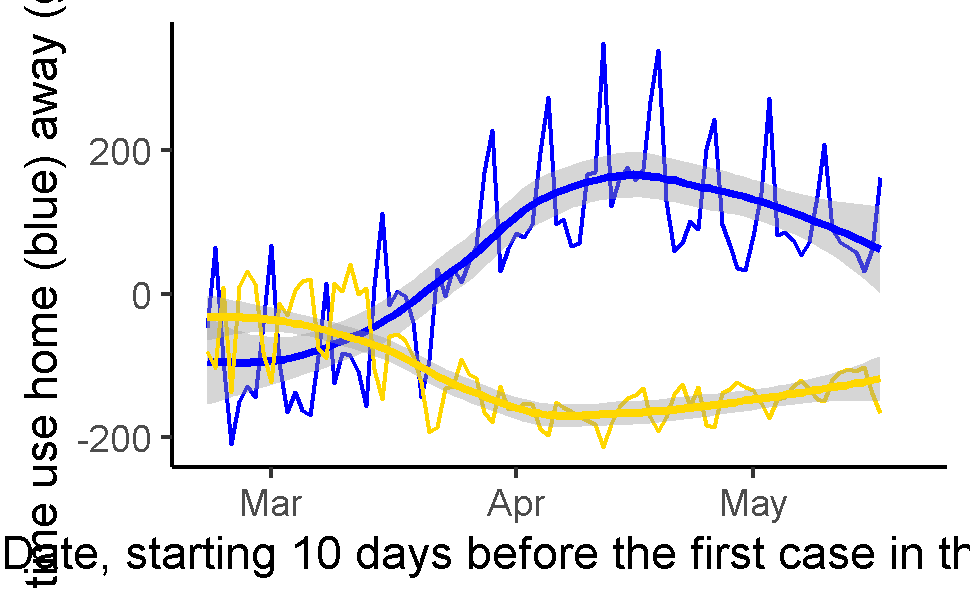 time use home (blue) away (
200
0
-200
Mar Apr May
Date, starting 10 days before the first case in th